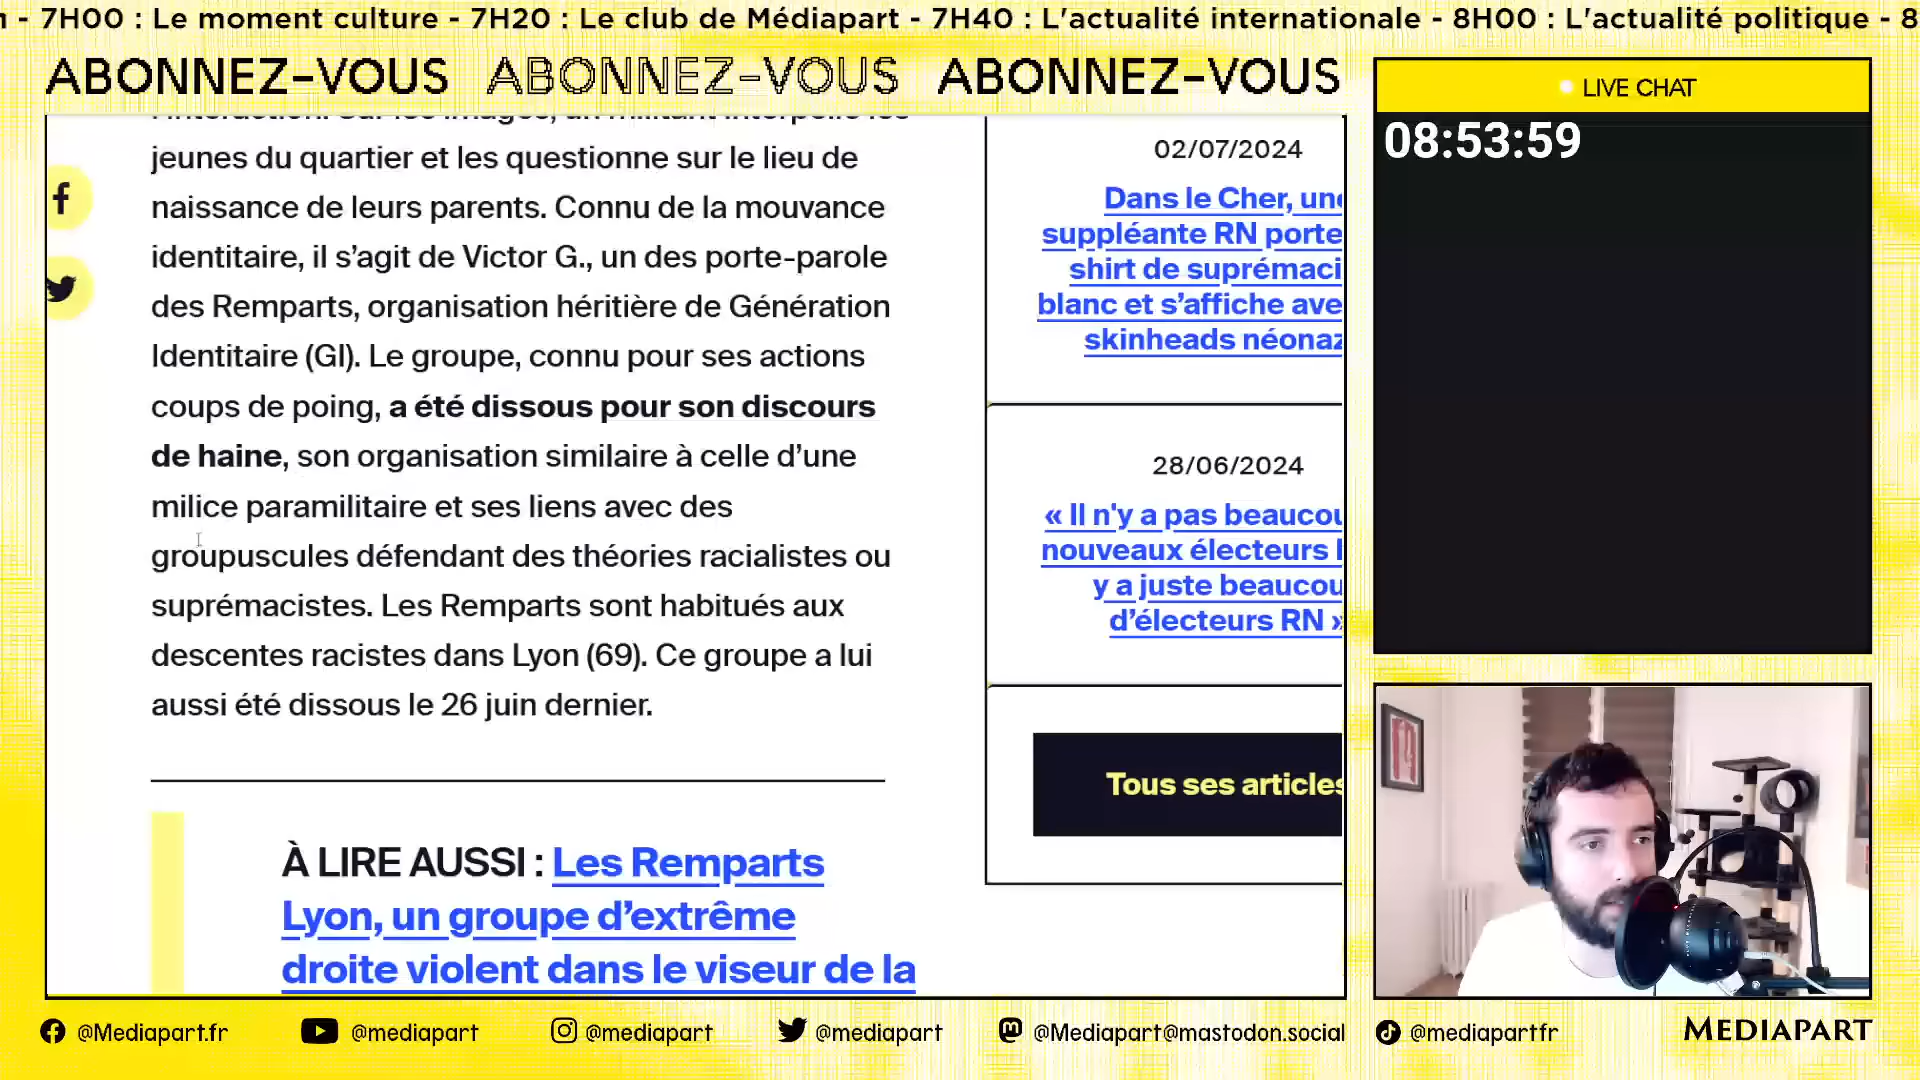 - 7H00 : Le moment culture - 7H20 : Le club de Médiapart - 7H40 : L'actualité internationale - 8H00 : L'actualité politique - 8
ABONNEZ-VOUS ABONNEZ-VOUS ABONNEZ-VOUS
LIVE CHAT
08:53:59
l'interaction. Sur les images, un militant interpelle les
jeunes du quartier et les questionne sur le lieu de
naissance de leurs parents. Connu de la mouvance
identitaire, il s'agit de Victor G., un des porte-parole
des Remparts, organisation héritière de Génération
Identitaire (GI). Le groupe, connu pour ses actions
coups de poing, a été dissous pour son discours
de haine, son organisation similaire à celle d'une
milice paramilitaire et ses liens avec des
groupuscules défendant des théories racialistes ou
suprémacistes. Les Remparts sont habitués aux
descentes racistes dans Lyon (69). Ce groupe a lui
aussi été dissous le 26 juin dernier.
À LIRE AUSSI : Les Remparts
Lyon, un groupe d'extrême
droite violent dans le viseur de la
02/07/2024
Dans le Cher, une
suppléante RN porte
shirt de suprémaci
blanc et s'affiche ave
skinheads néonaz
28/06/2024
« Il n'y a pas beaucou
nouveaux électeurs
y a juste beaucou
d'électeurs RN »
Tous ses articles
@Mediapart.fr
@mediapart
@mediapart
@mediapart
@Mediapart@mastodon.social
@mediapartfr
MEDIAPART